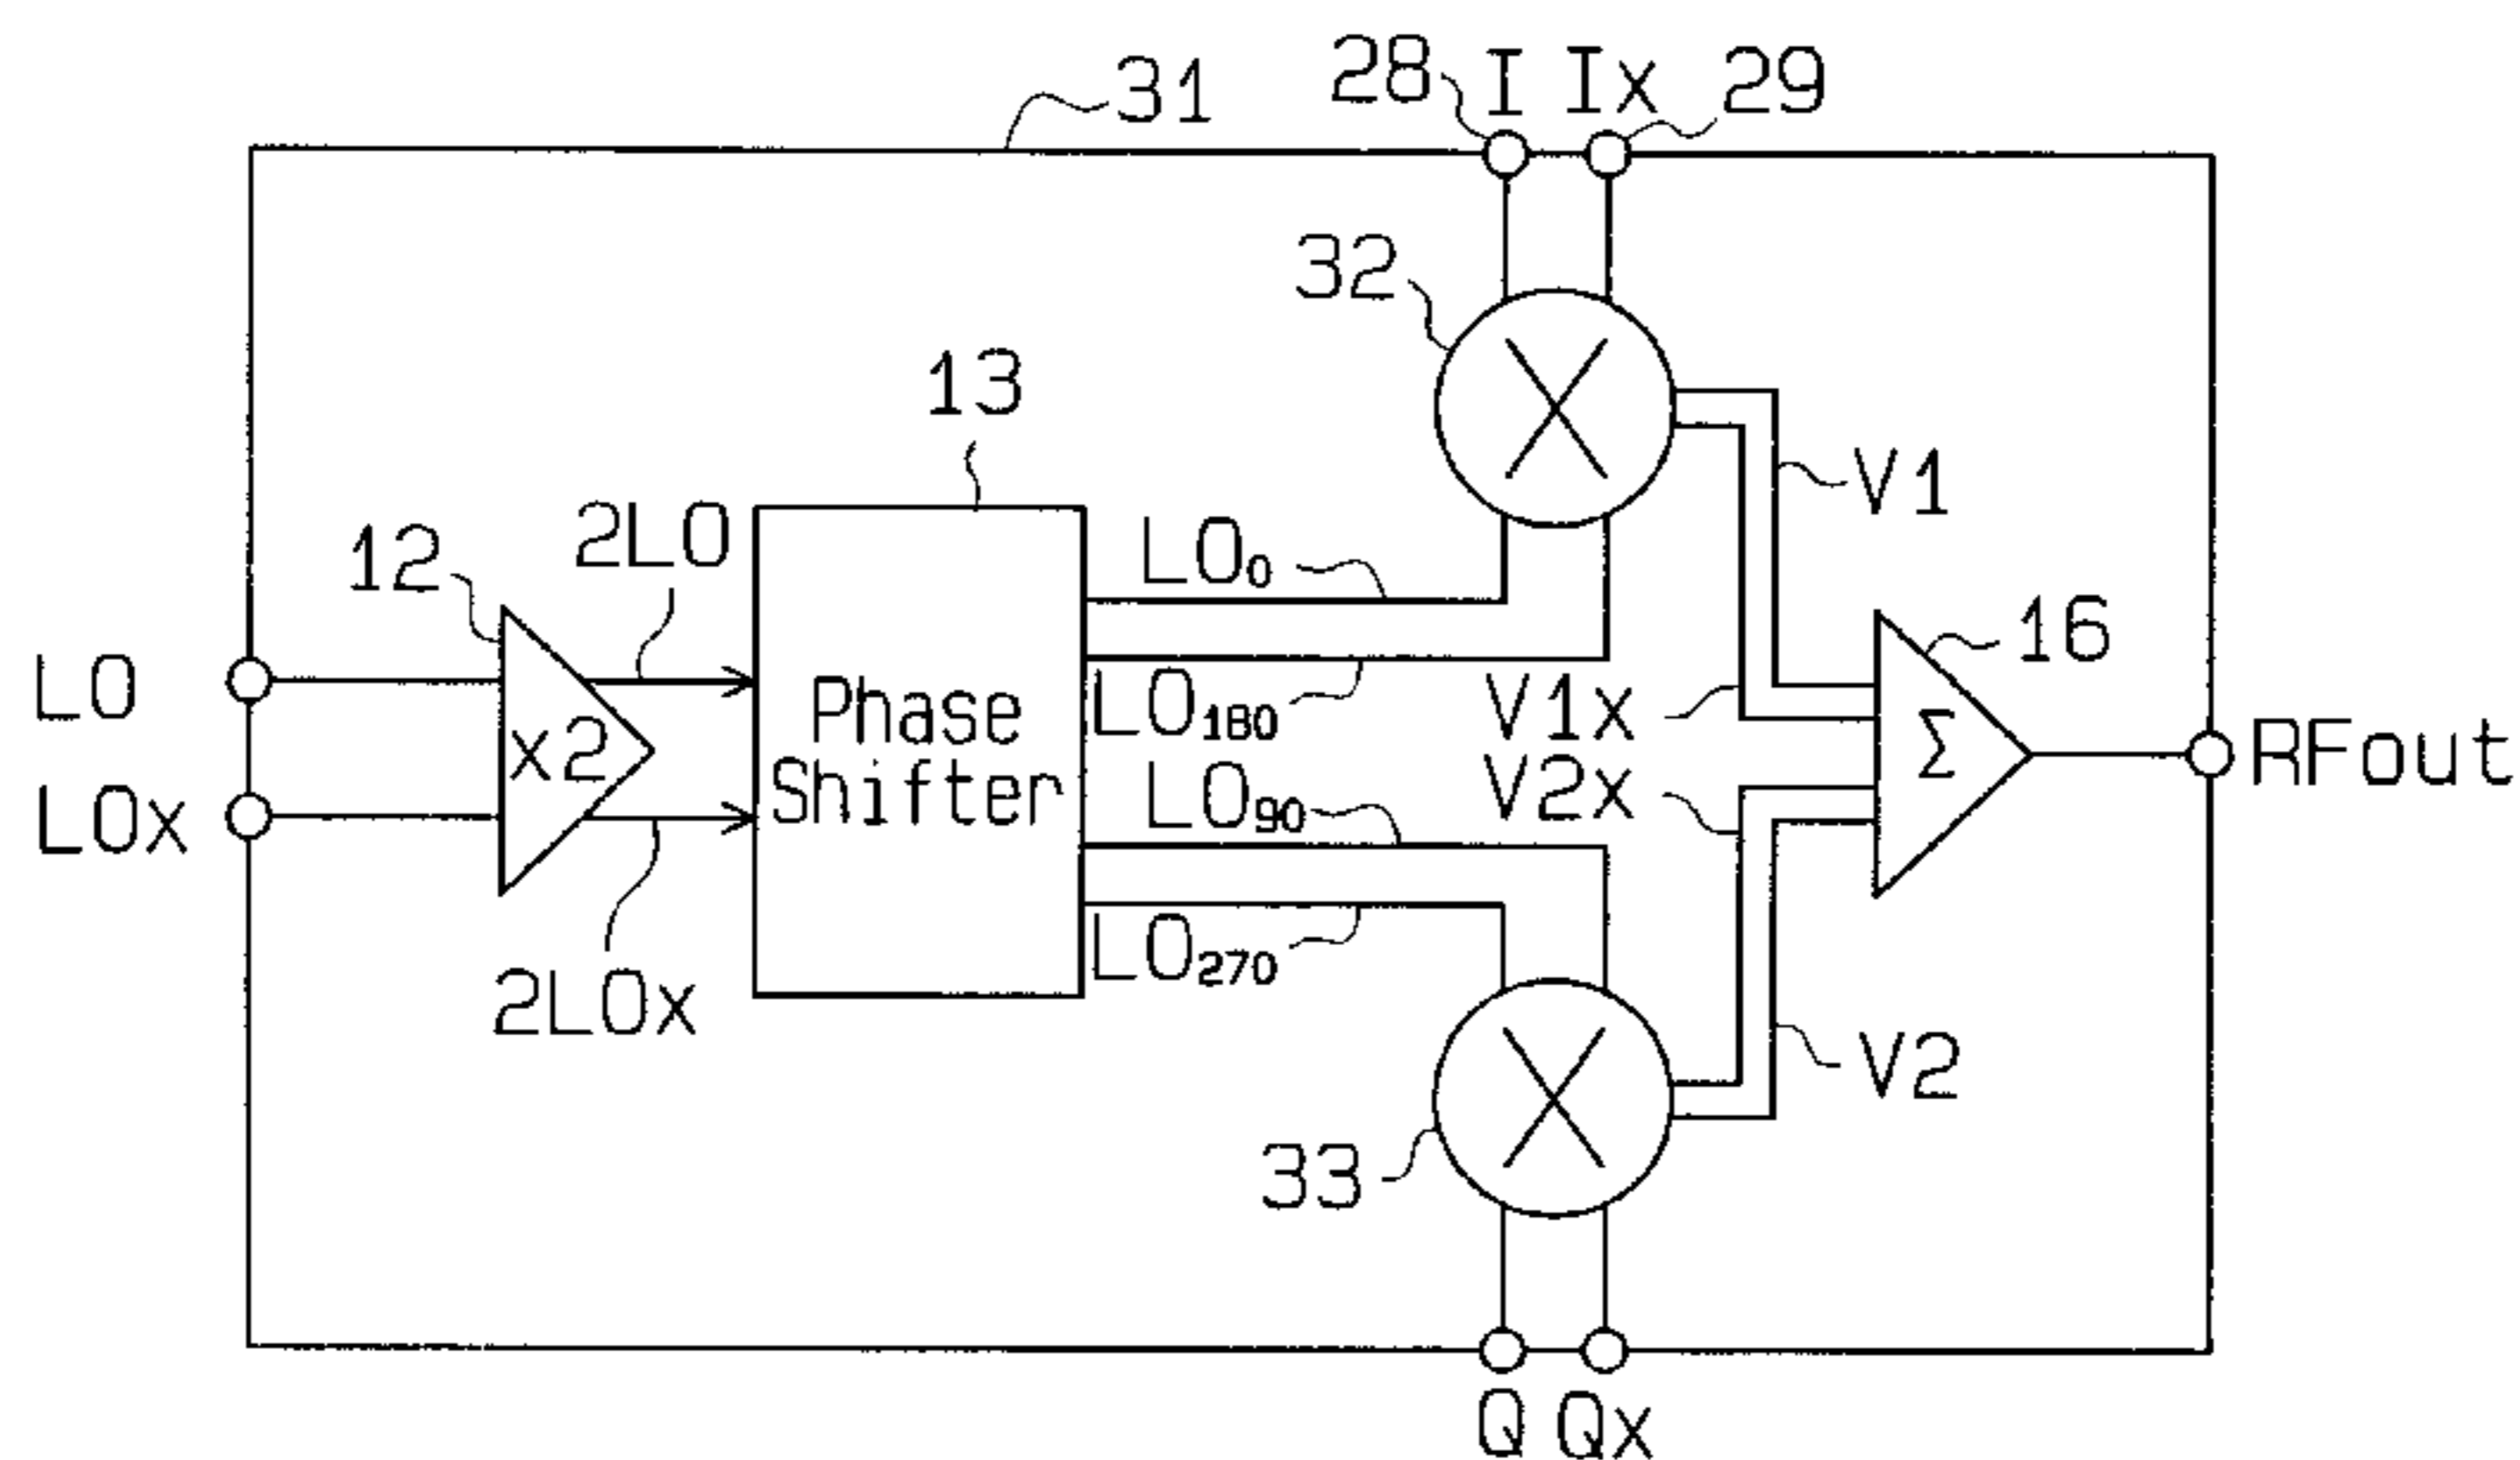 28 I Ix 29
31
32
13
V1
2LO
LO₀
12
16
LO
LO₁₈₀
V1x
Phase
Shifter
x2
Σ
RFout
LOx
LO₉₀
V2x
LO₂₇₀
2LOx
V2
33
Q Qx